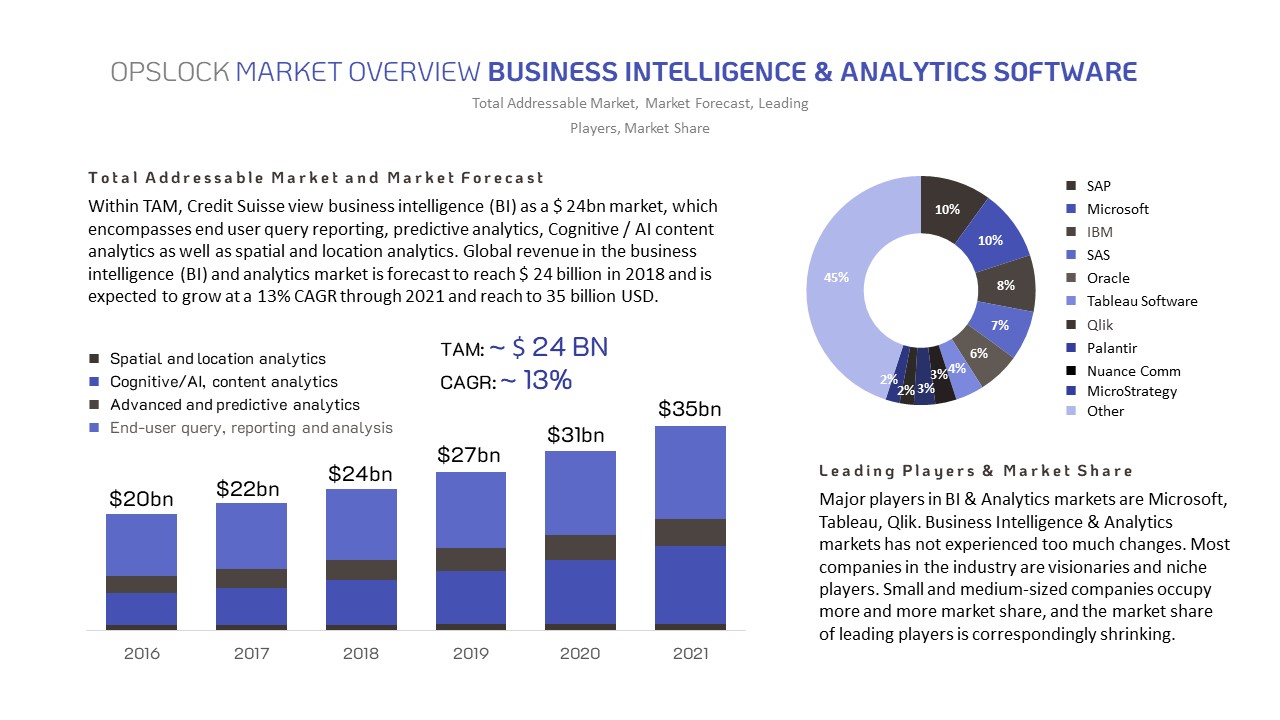 OPSLOCK MARKET OVERVIEW BUSINESS INTELLIGENCE & ANALYTICS SOFTWARE
Total Addressable Market, Market Forecast, Leading
Players, Market Share
Total Addressable Market and Market Forecast
Within TAM, Credit Suisse view business intelligence (BI) as a $ 24bn market, which
encompasses end user query reporting, predictive analytics, Cognitive / AI content
analytics as well as spatial and location analytics. Global revenue in the business
intelligence (BI) and analytics market is forecast to reach $ 24 billion in 2018 and is
expected to grow at a 13% CAGR through 2021 and reach to 35 billion USD.
Spatial and location analytics
Cognitive/AI, content analytics
Advanced and predictive analytics
End-user query, reporting and analysis
TAM: ~ $ 24 BN
CAGR: ~ 13%
$20bn
$22bn
$24bn
$27bn
$31bn
$35bn
2016
2017
2018
2019
2020
2021
10%
10%
8%
7%
6%
4%
3%
3%
2%
2%
45%
SAP
Microsoft
IBM
SAS
Oracle
Tableau Software
Qlik
Palantir
Nuance Comm
MicroStrategy
Other
Leading Players & Market Share
Major players in BI & Analytics markets are Microsoft,
Tableau, Qlik. Business Intelligence & Analytics
markets has not experienced too much changes. Most
companies in the industry are visionaries and niche
players. Small and medium-sized companies occupy
more and more market share, and the market share
of leading players is correspondingly shrinking.